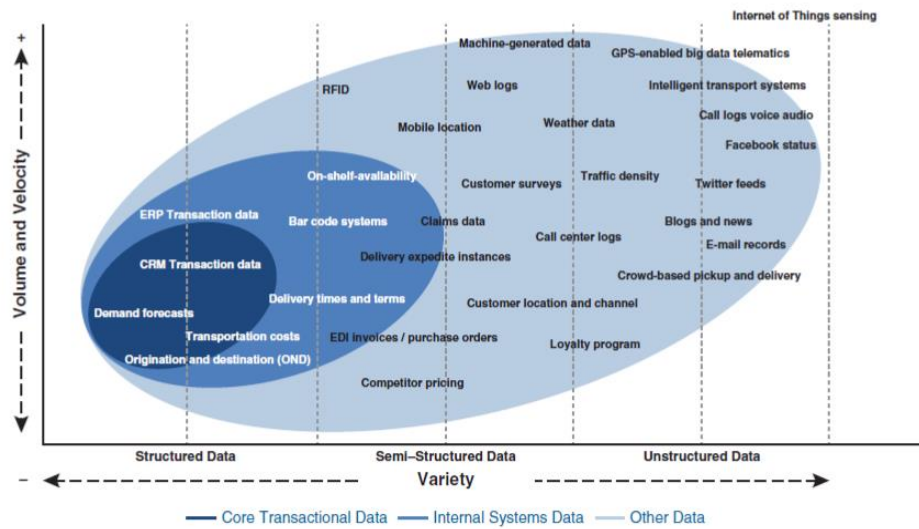 Internet of Things sensing
+
Machine-generated data
GPS-enabled big data telematics
RFID
Web logs
Intelligent transport systems
Mobile location
Weather data
Call logs voice audio
Facebook status
On-shelf-availability
Customer surveys
Traffic density
Twitter feeds
ERP Transaction data
Bar code systems
Claims data
Call center logs
Blogs and news
E-mail records
CRM Transaction data
Delivery expedite instances
Crowd-based pickup and delivery
Demand forecasts
Delivery times and terms
Customer location and channel
Transportation costs
EDI invoices / purchase orders
Loyalty program
Origination and destination (OND)
Competitor pricing
Volume and Velocity
Structured Data
Semi–Structured Data
Unstructured Data
–
Variety
+
Core Transactional Data
Internal Systems Data
Other Data